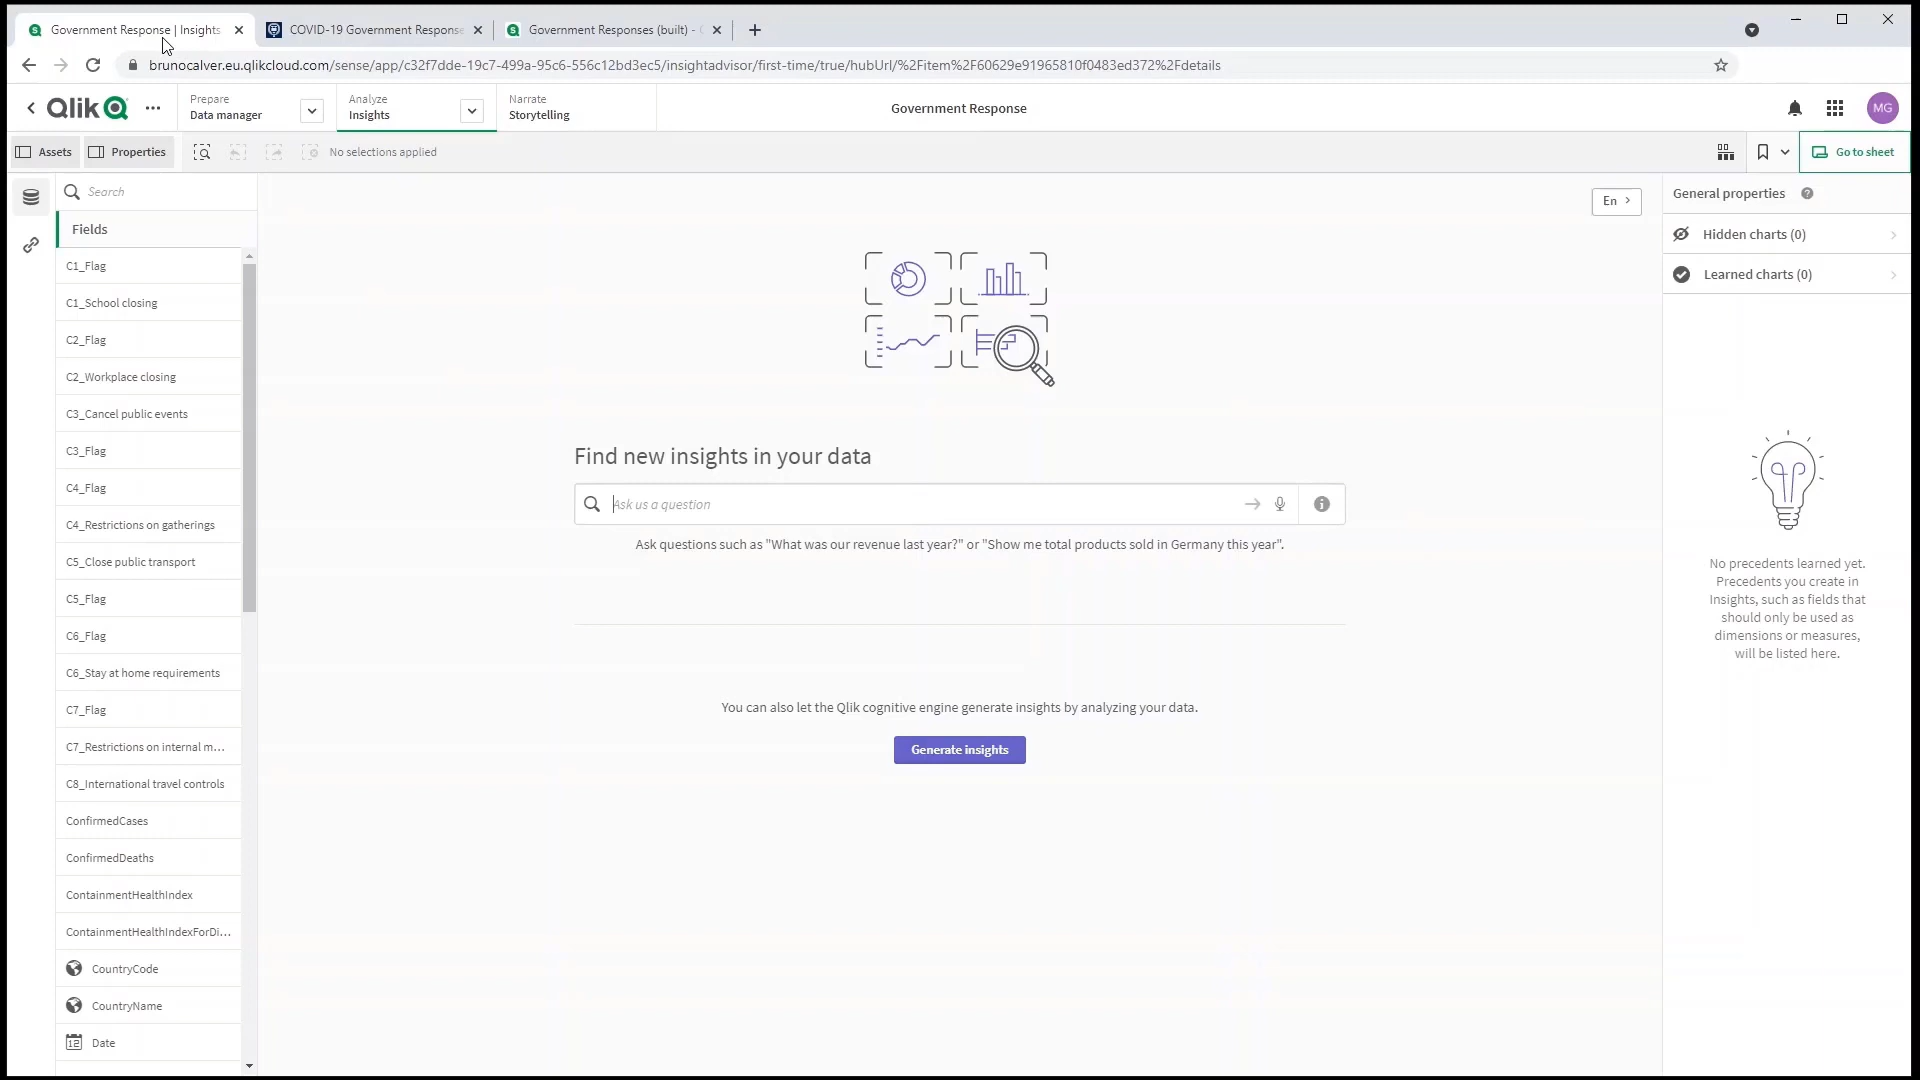 Government Response | Insights
COVID-19 Government Response
Government Responses (built) -
brunocalver.eu.qlikcloud.com/sense/app/c32f7dde-19c7-499a-95c6-556c12bd3ec5/insightadvisor/first-time/true/hubUrl/%2Fitem%2F60629e91965810f0483ed372%2Fdetails
Qlik
Prepare
Data manager
Analyze
Insights
Narrate
Storytelling
Government Response
MG
Assets
Properties
No selections applied
Go to sheet
Search
Fields
C1_Flag
C1_School closing
C2_Flag
C2_Workplace closing
C3_Cancel public events
C3_Flag
C4_Flag
C4_Restrictions on gatherings
C5_Close public transport
C5_Flag
C6_Flag
C6_Stay at home requirements
C7_Flag
C7_Restrictions on internal m...
C8_International travel controls
ConfirmedCases
ConfirmedDeaths
ContainmentHealthIndex
ContainmentHealthIndexForDi...
CountryCode
CountryName
12
Date
En
Find new insights in your data
Ask us a question
Ask questions such as "What was our revenue last year?" or "Show me total products sold in Germany this year".
You can also let the Qlik cognitive engine generate insights by analyzing your data.
Generate insights
General properties
Hidden charts (0)
Learned charts (0)
No precedents learned yet.
Precedents you create in
Insights, such as fields that
should only be used as
dimensions or measures,
will be listed here.